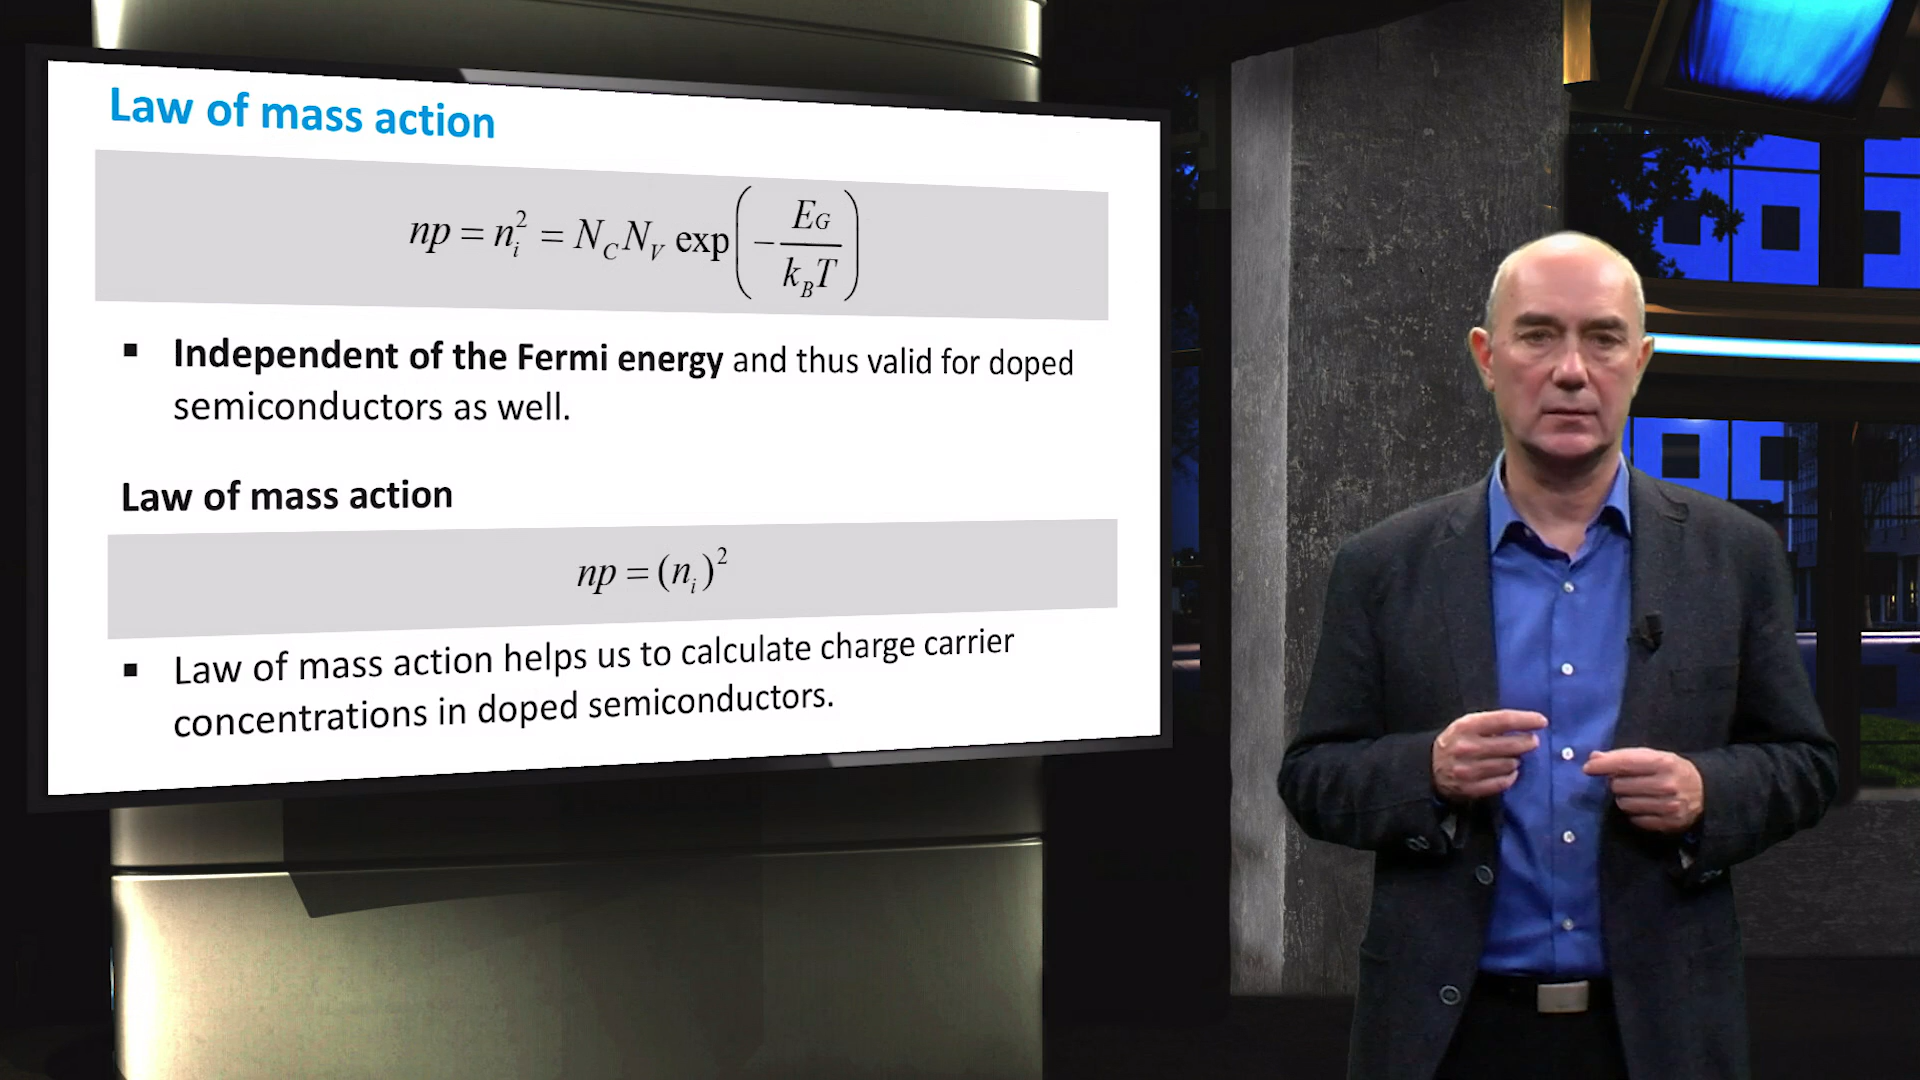 Law of mass action
np = n_i^2 = N_C N_V exp(-E_G / k_B T)
▪ Independent of the Fermi energy and thus valid for doped
semiconductors as well.
Law of mass action
np = (n_i)^2
▪ Law of mass action helps us to calculate charge carrier
concentrations in doped semiconductors.